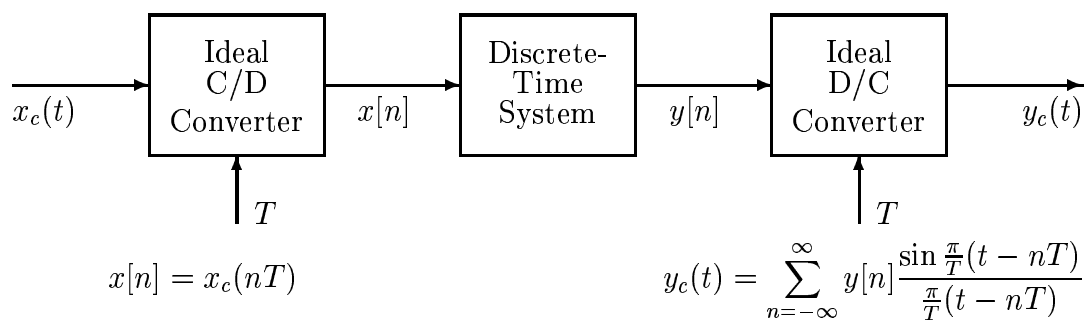 Ideal
C/D
Converter
Discrete-
Time
System
Ideal
D/C
Converter
x_c(t)
x[n]
y[n]
y_c(t)
T
T
x[n] = x_c(nT)
y_c(t) = \sum_{n=-\infty}^{\infty} y[n] \frac{\sin \frac{\pi}{T}(t - nT)}{\frac{\pi}{T}(t - nT)}